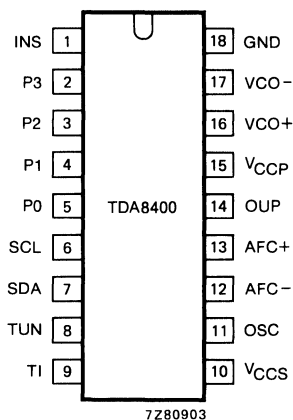 INS 1 18 GND
P3 2 17 VCO−
P2 3 16 VCO+
P1 4 15 VCCP
P0 5 TDA8400 14 OUP
SCL 6 13 AFC+
SDA 7 12 AFC−
TUN 8 11 OSC
TI 9 10 VCCS
7Z80903